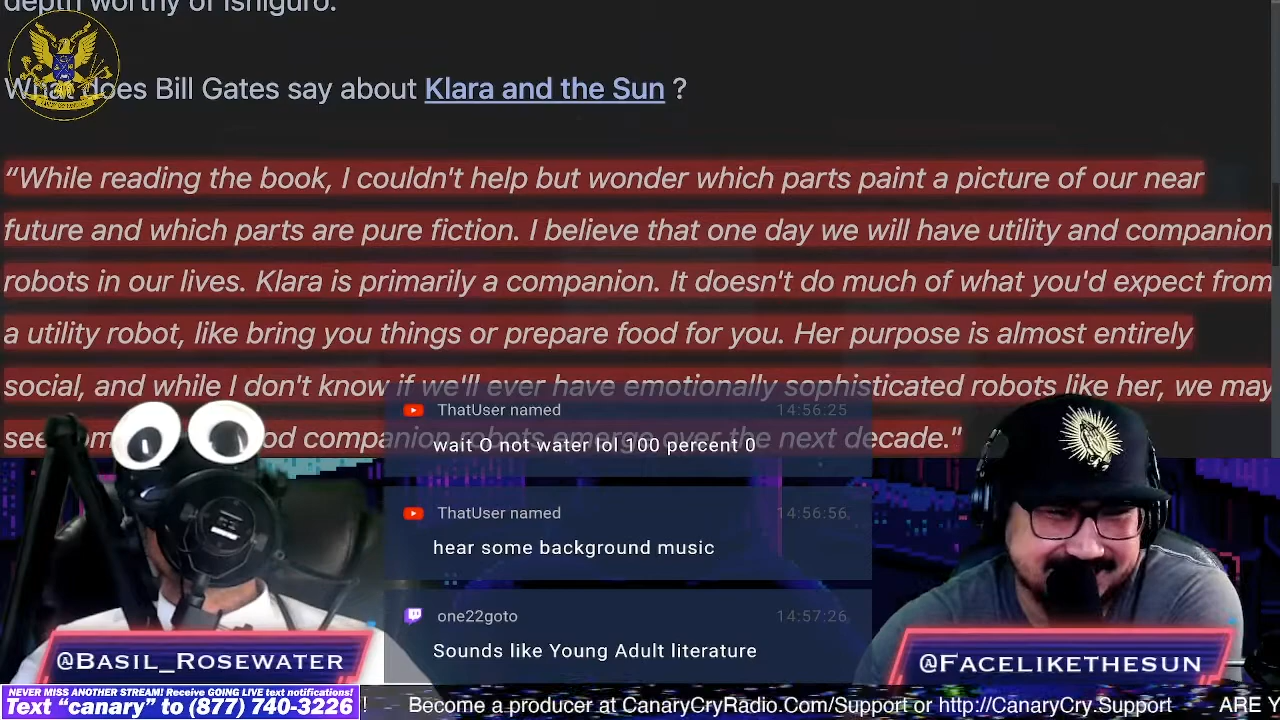 depth worthy of Ishiguro.
What does Bill Gates say about Klara and the Sun ?
“While reading the book, I couldn't help but wonder which parts paint a picture of our near
future and which parts are pure fiction. I believe that one day we will have utility and companion
robots in our lives. Klara is primarily a companion. It doesn't do much of what you'd expect from
a utility robot, like bring you things or prepare food for you. Her purpose is almost entirely
social, and while I don't know if we'll ever have emotionally sophisticated robots like her, we may
see companion robots emerge over the next decade."
ThatUser named 14:56:25
wait O not water lol 100 percent 0
ThatUser named 14:56:56
hear some background music
one22goto 14:57:26
Sounds like Young Adult literature
@Basil_Rosewater
@Facelikethesun
NEVER MISS ANOTHER STREAM! Receive GOING LIVE text notifications!
Text “canary” to (877) 740-3226
! Become a producer at CanaryCryRadio.Com/Support or http://CanaryCry.Support ARE Y